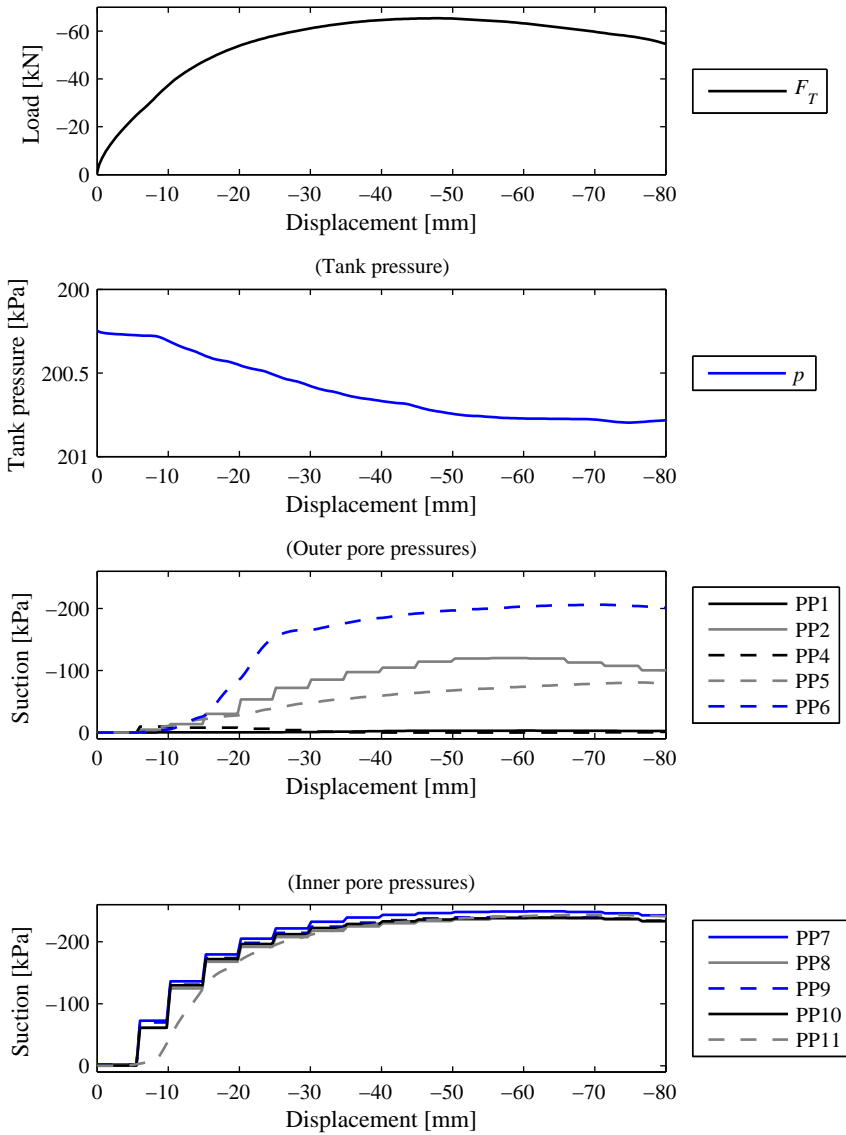 Load [kN]
−60
−40
−20
0
0 −10 −20 −30 −40 −50 −60 −70 −80
Displacement [mm]
F_T
(Tank pressure)
Tank pressure [kPa]
200
200.5
201
0 −10 −20 −30 −40 −50 −60 −70 −80
Displacement [mm]
p
(Outer pore pressures)
Suction [kPa]
−200
−100
0
0 −10 −20 −30 −40 −50 −60 −70 −80
Displacement [mm]
PP1
PP2
PP4
PP5
PP6
(Inner pore pressures)
Suction [kPa]
−200
−100
0
0 −10 −20 −30 −40 −50 −60 −70 −80
Displacement [mm]
PP7
PP8
PP9
PP10
PP11